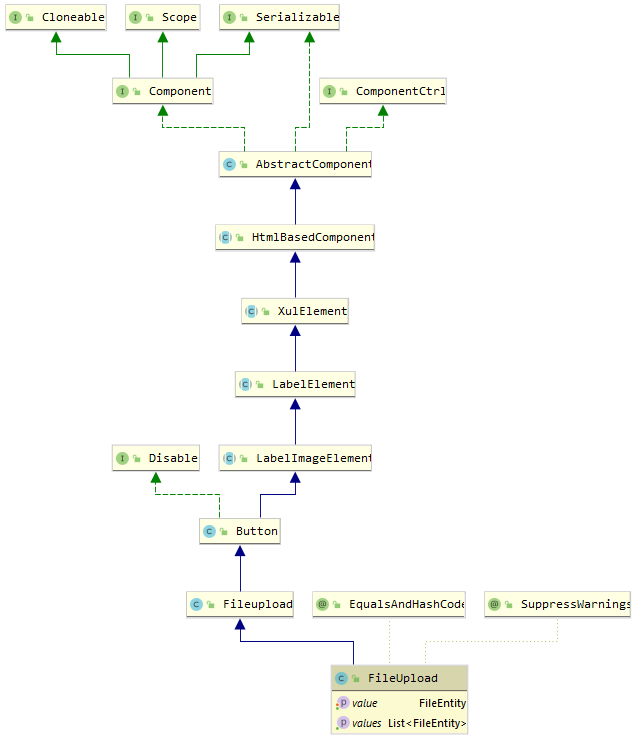 Cloneable
Scope
Serializable
Component
ComponentCtrl
AbstractComponent
HtmlBasedComponent
XulElement
LabelElement
Disable
LabelImageElement
Button
Fileupload
EqualsAndHashCode
SuppressWarnings
FileUpload
value FileEntity
values List<FileEntity>